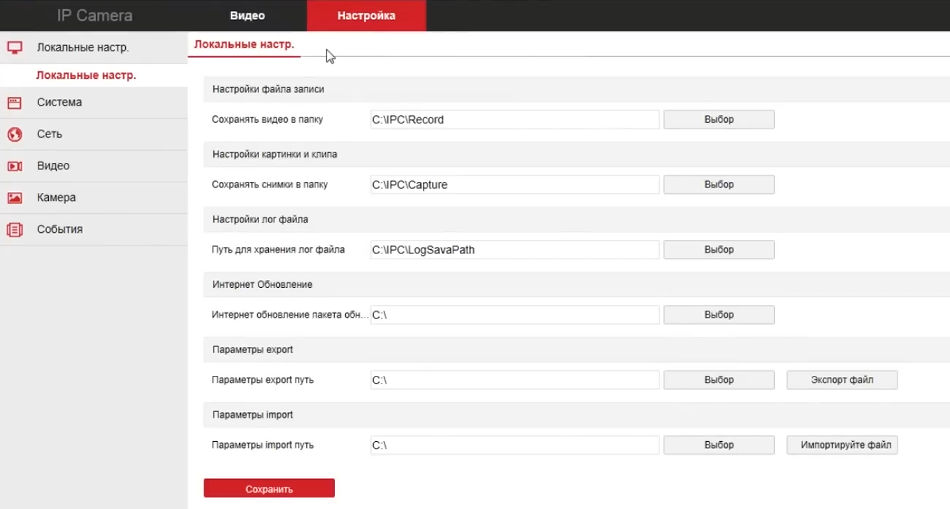 IP Camera Видео Настройка
Локальные настр.
Локальные настр.
Система
Сеть
Видео
Камера
События
Локальные настр.
Настройки файла записи
Сохранять видео в папку C:\IPC\Record Выбор
Настройки картинки и клипа
Сохранять снимки в папку C:\IPC\Capture Выбор
Настройки лог файла
Путь для хранения лог файла C:\IPC\LogSavaPath Выбор
Интернет Обновление
Интернет обновление пакета обн... C:\ Выбор
Параметры export
Параметры export путь C:\ Выбор Экспорт файл
Параметры import
Параметры import путь C:\ Выбор Импортируйте файл
Сохранить